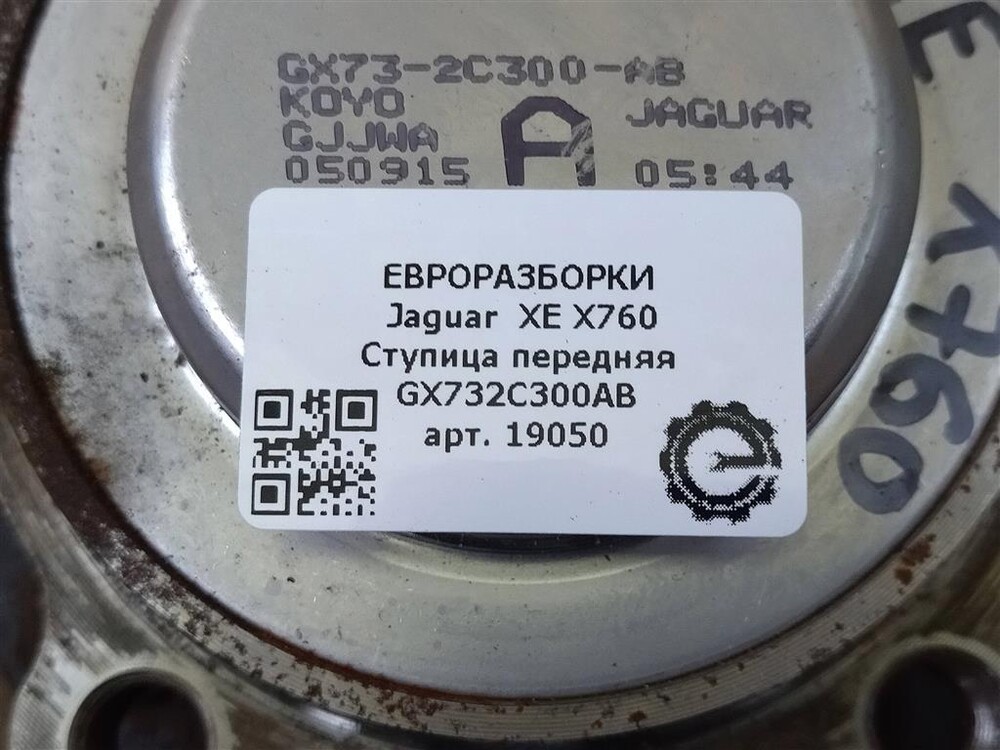 GX73-2C300-AB
KOYO
JAGUAR
GJJWA
A
050915
05:44
ЕВРОРАЗБОРКИ
Jaguar XE X760
Ступица передняя
GX732C300AB
арт. 19050
XE X760